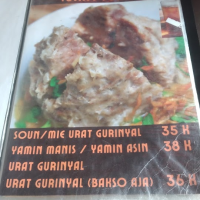 SOUN/MIE URAT GURINYAL 35 K
YAMIN MANIS / YAMIN ASIN 38 K
URAT GURINYAL
URAT GURINYAL (BAKSO AJA) 36 K